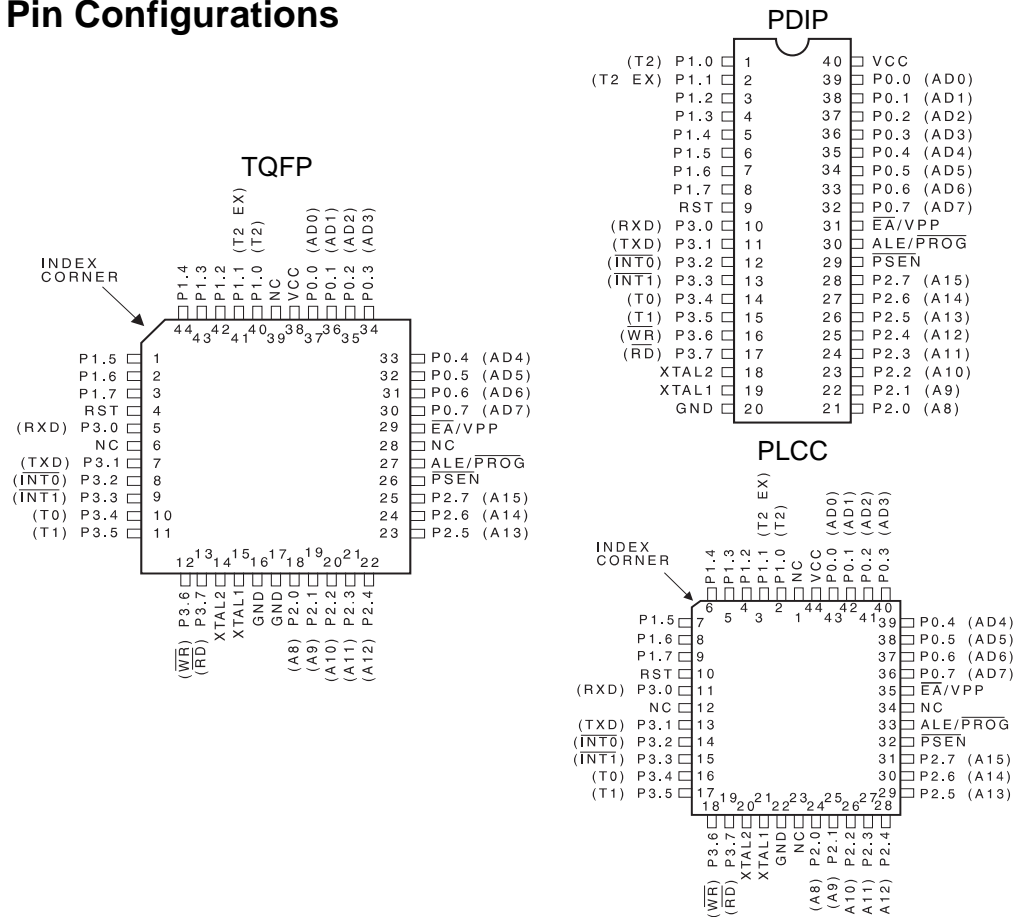 Pin Configurations
PDIP
(T2) P1.0 1 40 VCC
(T2 EX) P1.1 2 39 P0.0 (AD0)
P1.2 3 38 P0.1 (AD1)
P1.3 4 37 P0.2 (AD2)
P1.4 5 36 P0.3 (AD3)
P1.5 6 35 P0.4 (AD4)
P1.6 7 34 P0.5 (AD5)
P1.7 8 33 P0.6 (AD6)
RST 9 32 P0.7 (AD7)
(RXD) P3.0 10 31 EA/VPP
(TXD) P3.1 11 30 ALE/PROG
(INT0) P3.2 12 29 PSEN
(INT1) P3.3 13 28 P2.7 (A15)
(T0) P3.4 14 27 P2.6 (A14)
(T1) P3.5 15 26 P2.5 (A13)
(WR) P3.6 16 25 P2.4 (A12)
(RD) P3.7 17 24 P2.3 (A11)
XTAL2 18 23 P2.2 (A10)
XTAL1 19 22 P2.1 (A9)
GND 20 21 P2.0 (A8)
TQFP
INDEX
CORNER
P1.4
P1.3
P1.2
P1.1 (T2 EX)
P1.0 (T2)
NC
VCC
P0.0 (AD0)
P0.1 (AD1)
P0.2 (AD2)
P0.3 (AD3)
44 43 42 41 40 39 38 37 36 35 34
P1.5 1 33 P0.4 (AD4)
P1.6 2 32 P0.5 (AD5)
P1.7 3 31 P0.6 (AD6)
RST 4 30 P0.7 (AD7)
(RXD) P3.0 5 29 EA/VPP
NC 6 28 NC
(TXD) P3.1 7 27 ALE/PROG
(INT0) P3.2 8 26 PSEN
(INT1) P3.3 9 25 P2.7 (A15)
(T0) P3.4 10 24 P2.6 (A14)
(T1) P3.5 11 23 P2.5 (A13)
12 13 14 15 16 17 18 19 20 21 22
(WR) P3.6
(RD) P3.7
XTAL2
XTAL1
GND
GND
(A8) P2.0
(A9) P2.1
(A10) P2.2
(A11) P2.3
(A12) P2.4
PLCC
INDEX
CORNER
P1.4
P1.3
P1.2
P1.1 (T2 EX)
P1.0 (T2)
NC
VCC
P0.0 (AD0)
P0.1 (AD1)
P0.2 (AD2)
P0.3 (AD3)
6 5 4 3 2 1 44 43 42 41 40
P1.5 7 39 P0.4 (AD4)
P1.6 8 38 P0.5 (AD5)
P1.7 9 37 P0.6 (AD6)
RST 10 36 P0.7 (AD7)
(RXD) P3.0 11 35 EA/VPP
NC 12 34 NC
(TXD) P3.1 13 33 ALE/PROG
(INT0) P3.2 14 32 PSEN
(INT1) P3.3 15 31 P2.7 (A15)
(T0) P3.4 16 30 P2.6 (A14)
(T1) P3.5 17 29 P2.5 (A13)
18 19 20 21 22 23 24 25 26 27 28
(WR) P3.6
(RD) P3.7
XTAL2
XTAL1
GND
NC
(A8) P2.0
(A9) P2.1
A10) P2.2
A11) P2.3
A12) P2.4